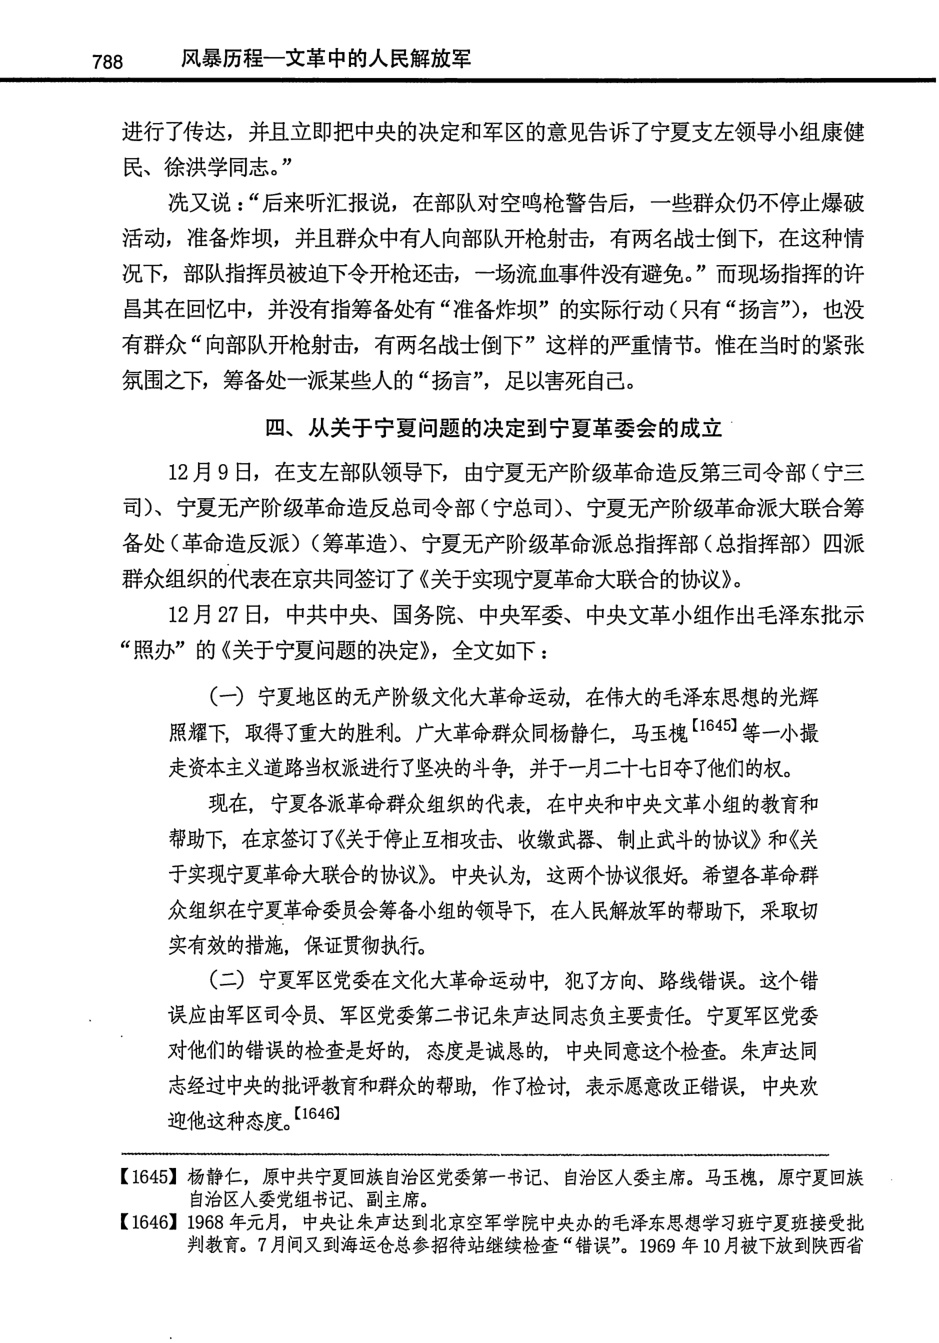 788 风暴历程—文革中的人民解放军
进行了传达，并且立即把中央的决定和军区的意见告诉了宁夏支左领导小组康健
民、徐洪学同志。”
冼又说：“后来听汇报说，在部队对空鸣枪警告后，一些群众仍不停止爆破
活动，准备炸坝，并且群众中有人向部队开枪射击，有两名战士倒下，在这种情
况下，部队指挥员被迫下令开枪还击，一场流血事件没有避免。”而现场指挥的许
昌其在回忆中，并没有指筹备处有“准备炸坝”的实际行动（只有“扬言”），也没
有群众“向部队开枪射击，有两名战士倒下”这样的严重情节。惟在当时的紧张
氛围之下，筹备处一派某些人的“扬言”，足以害死自己。
四、从关于宁夏问题的决定到宁夏革委会的成立
12月9日，在支左部队领导下，由宁夏无产阶级革命造反第三司令部（宁三
司）、宁夏无产阶级革命造反总司令部（宁总司）、宁夏无产阶级革命派大联合筹
备处（革命造反派）（筹革造）、宁夏无产阶级革命派总指挥部（总指挥部）四派
群众组织的代表在京共同签订了《关于实现宁夏革命大联合的协议》。
12月27日，中共中央、国务院、中央军委、中央文革小组作出毛泽东批示
“照办”的《关于宁夏问题的决定》，全文如下：
（一）宁夏地区的无产阶级文化大革命运动，在伟大的毛泽东思想的光辉
照耀下，取得了重大的胜利。广大革命群众同杨静仁，马玉槐【1645】等一小撮
走资本主义道路当权派进行了坚决的斗争，并于一月二十七日夺了他们的权。
现在，宁夏各派革命群众组织的代表，在中央和中央文革小组的教育和
帮助下，在京签订了《关于停止互相攻击、收缴武器、制止武斗的协议》和《关
于实现宁夏革命大联合的协议》。中央认为，这两个协议很好。希望各革命群
众组织在宁夏革命委员会筹备小组的领导下，在人民解放军的帮助下，采取切
实有效的措施，保证贯彻执行。
（二）宁夏军区党委在文化大革命运动中，犯了方向、路线错误。这个错
误应由军区司令员、军区党委第二书记朱声达同志负主要责任。宁夏军区党委
对他们的错误的检查是好的，态度是诚恳的，中央同意这个检查。朱声达同
志经过中央的批评教育和群众的帮助，作了检讨，表示愿意改正错误，中央欢
迎他这种态度。【1646】
【1645】杨静仁，原中共宁夏回族自治区党委第一书记、自治区人委主席。马玉槐，原宁夏回族
自治区人委党组书记、副主席。
【1646】1968年元月，中央让朱声达到北京空军学院中央办的毛泽东思想学习班宁夏班接受批
判教育。7月间又到海运仓总参招待站继续检查“错误”。1969年10月被下放到陕西省